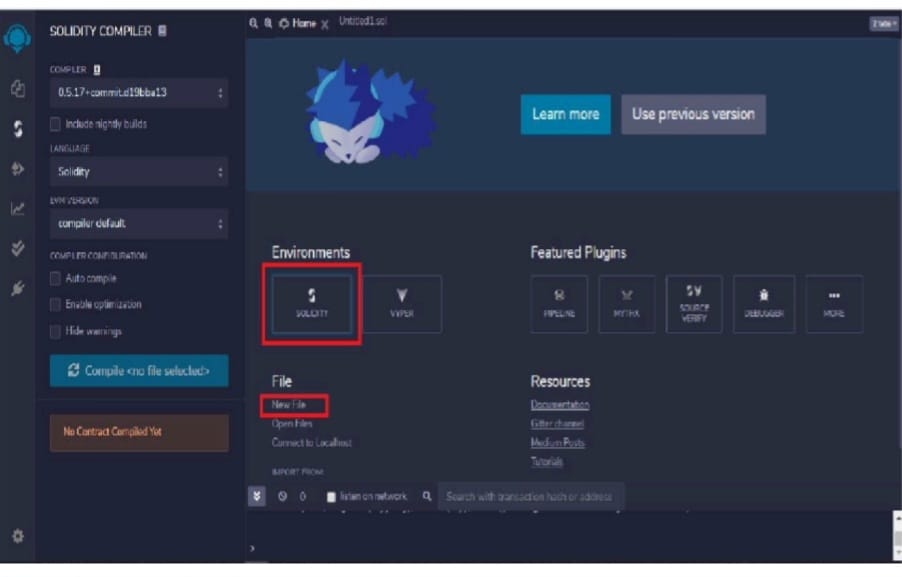 SOLIDITY COMPILER
COMPILER
0.5.17+commit.d19bba13
Include nightly builds
LANGUAGE
Solidity
EVM VERSION
compiler default
COMPILER CONFIGURATION
Auto compile
Enable optimization
Hide warnings
Compile <no file selected>
No Contract Compiled Yet
Home
Untitled1.sol
Learn more
Use previous version
Environments
SOLIDITY
VYPER
Featured Plugins
PIPELINE
MYTHX
SOURCE
VERIFY
DEBUGGER
MORE
File
New File
Open Files
Connect to Localhost
IMPORT FROM:
Resources
Documentation
Gitter channel
Medium Posts
Tutorials
0
listen on network
Search with transaction hash or address
>